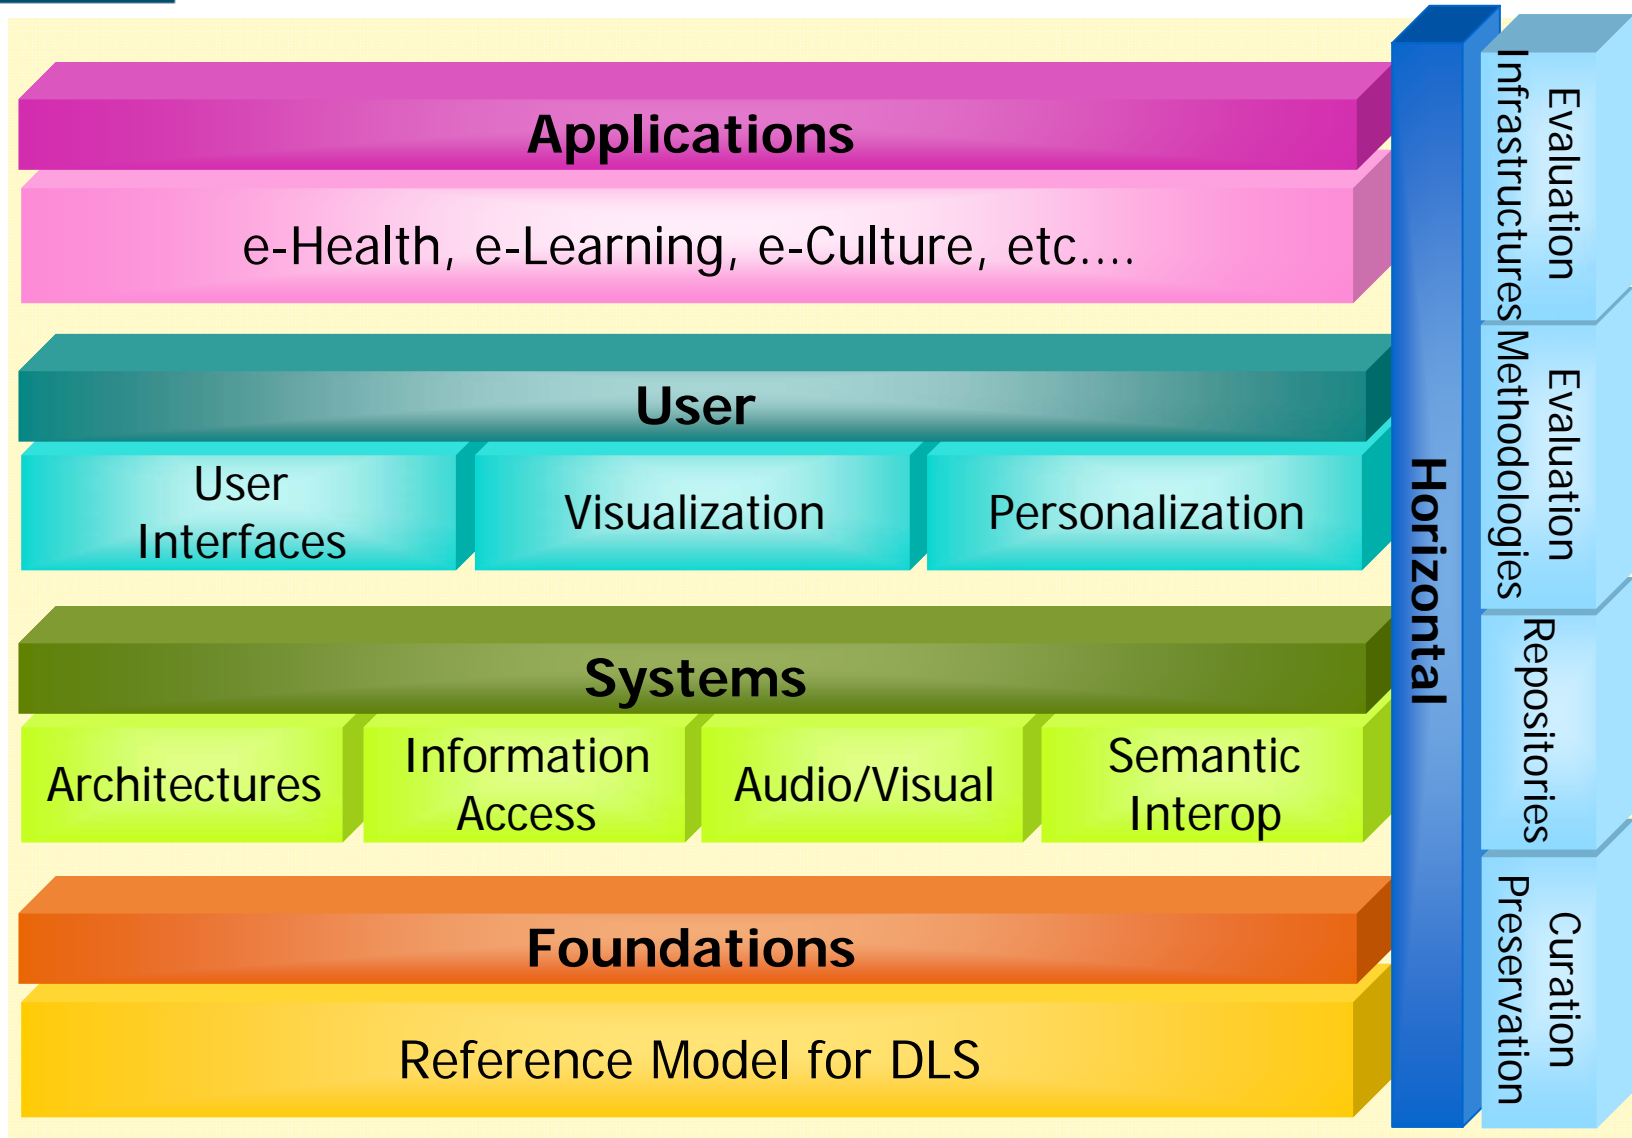 Applications
e-Health, e-Learning, e-Culture, etc....
User
User
Interfaces
Visualization
Personalization
Systems
Architectures
Information
Access
Audio/Visual
Semantic
Interop
Foundations
Reference Model for DLS
Horizontal
Evaluation
Infrastructures
Evaluation
Methodologies
Repositories
Curation
Preservation